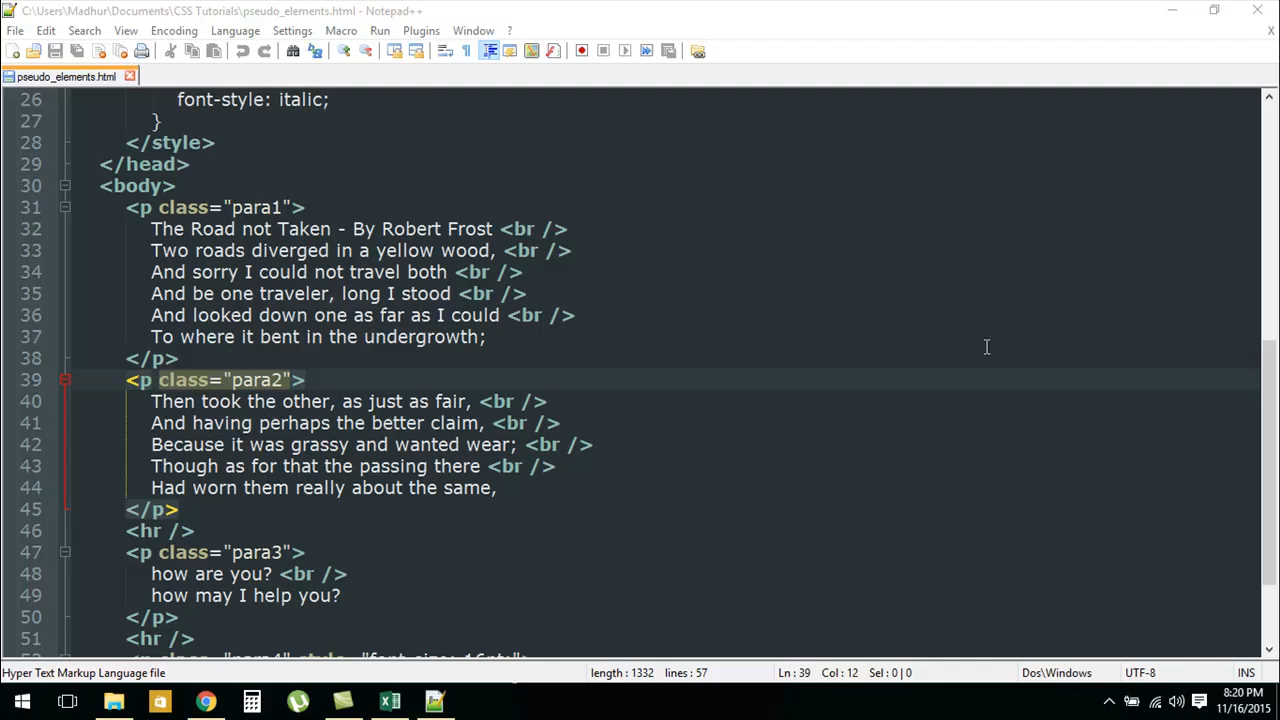 C:\Users\Madhur\Documents\CSS Tutorials\pseudo_elements.html - Notepad++
File Edit Search View Encoding Language Settings Macro Run Plugins Window ? X
pseudo_elements.html
26 font-style: italic;
27 }
28 </style>
29 </head>
30 <body>
31 <p class="para1">
32 The Road not Taken - By Robert Frost <br />
33 Two roads diverged in a yellow wood, <br />
34 And sorry I could not travel both <br />
35 And be one traveler, long I stood <br />
36 And looked down one as far as I could <br />
37 To where it bent in the undergrowth;
38 </p>
39 <p class="para2">
40 Then took the other, as just as fair, <br />
41 And having perhaps the better claim, <br />
42 Because it was grassy and wanted wear; <br />
43 Though as for that the passing there <br />
44 Had worn them really about the same,
45 </p>
46 <hr />
47 <p class="para3">
48 how are you? <br />
49 how may I help you?
50 </p>
51 <hr />
52 <p class="para4" style="font-size: 16pt;">
Hyper Text Markup Language file length : 1332 lines : 57 Ln : 39 Col : 12 Sel : 0 | 0 Dos\Windows UTF-8 INS
8:20 PM
11/16/2015